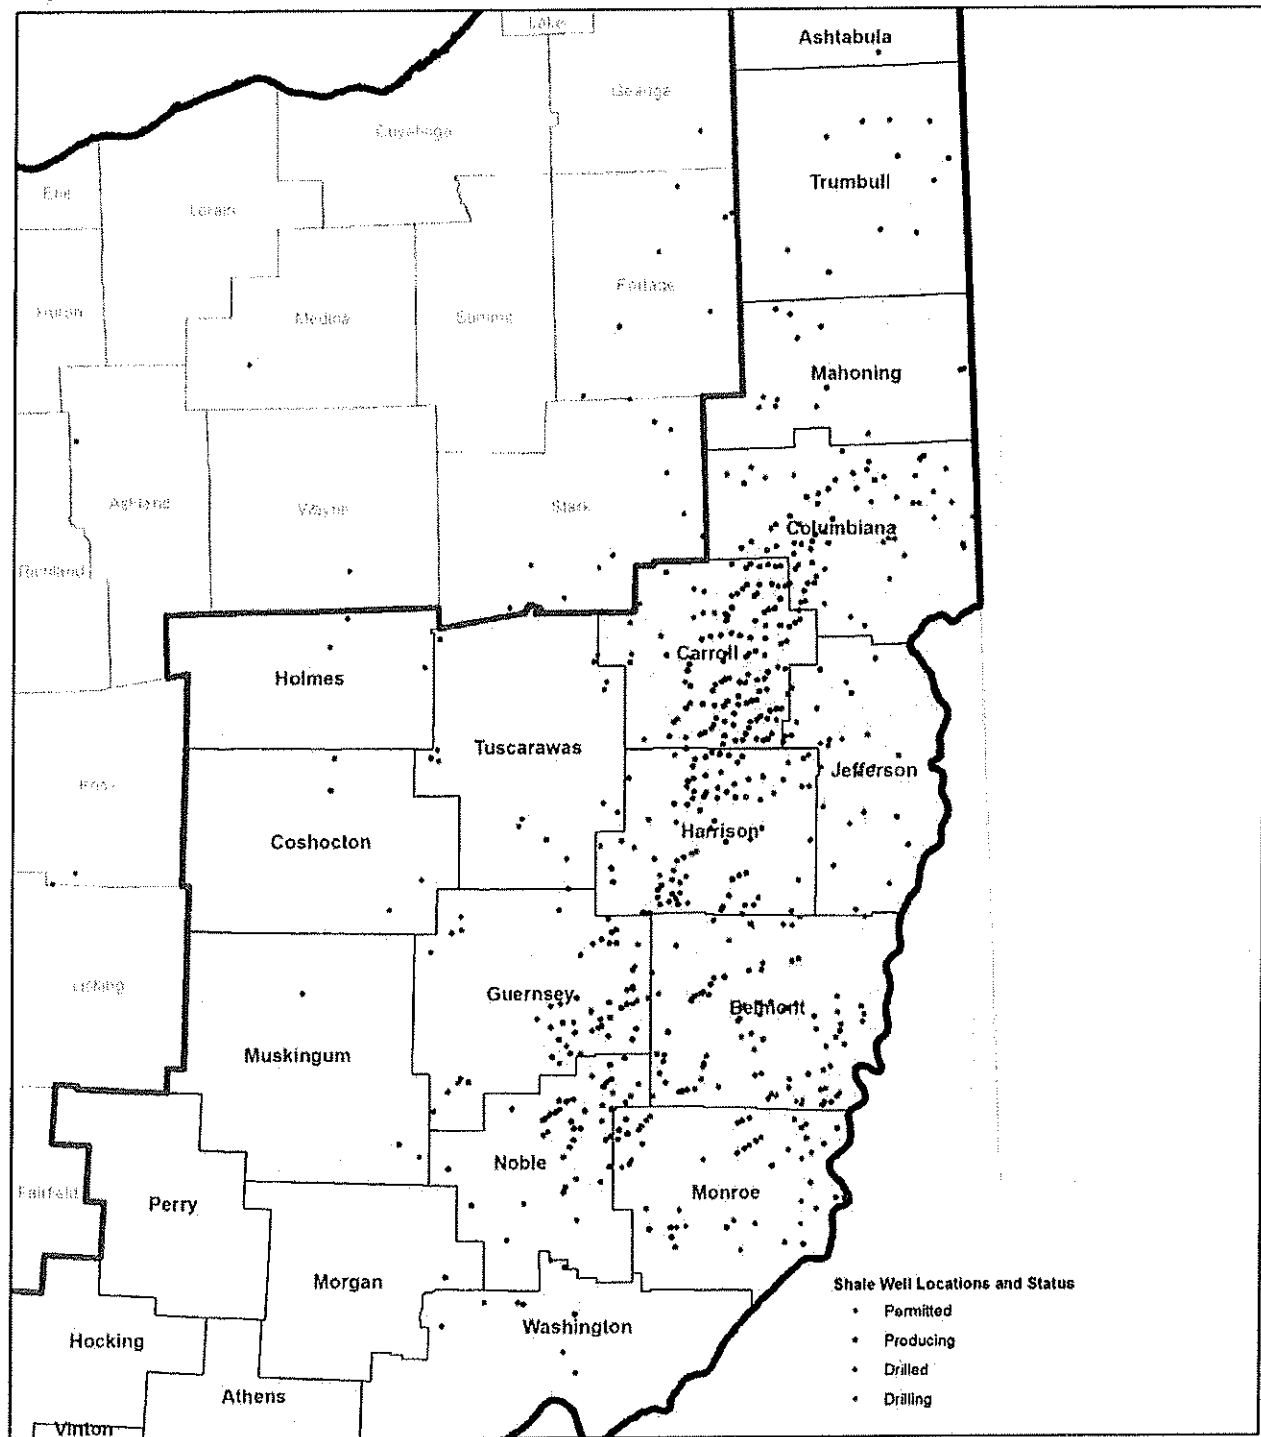 Lake
Ashtabula
Geauga
Cuyahoga
Trumbull
Erie
Lorain
Portage
Huron
Medina
Summit
Mahoning
Ashland
Wayne
Stark
Columbiana
Richland
Carroll
Holmes
Tuscarawas
Jefferson
Knox
Coshocton
Harrison
Licking
Guernsey
Belmont
Muskingum
Noble
Fairfield
Perry
Monroe
Morgan
Shale Well Locations and Status
Permitted
Hocking
Washington
Producing
Drilled
Athens
Drilling
Vinton